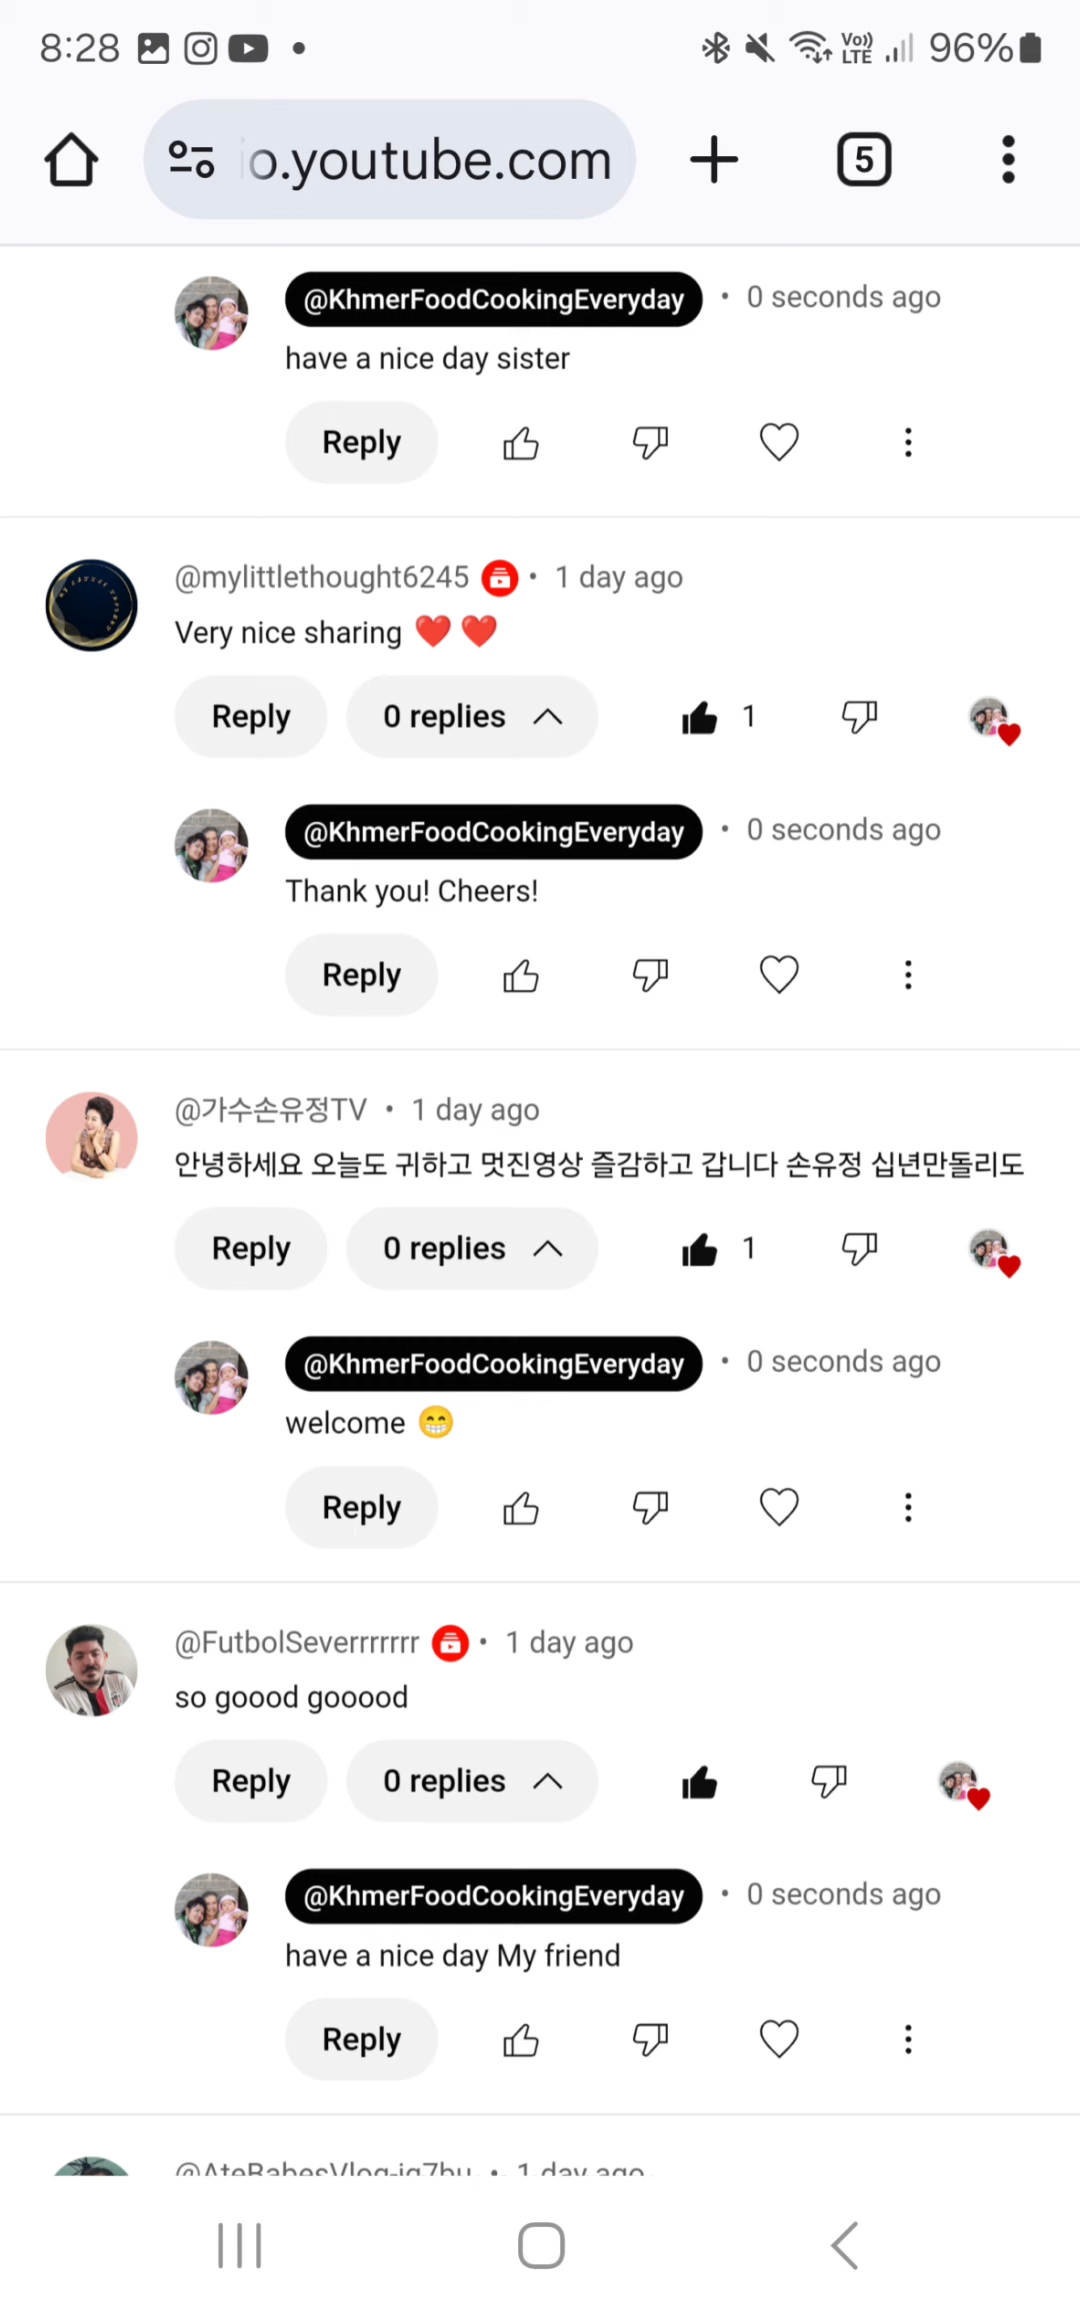 8:28
Vo))
LTE
96%
o.youtube.com
5
@KhmerFoodCookingEveryday • 0 seconds ago
have a nice day sister
Reply
@mylittlethought6245 • 1 day ago
Very nice sharing ❤️ ❤️
Reply 0 replies 1
@KhmerFoodCookingEveryday • 0 seconds ago
Thank you! Cheers!
Reply
@가수손유정TV • 1 day ago
안녕하세요 오늘도 귀하고 멋진영상 즐감하고 갑니다 손유정 십년만돌리도
Reply 0 replies 1
@KhmerFoodCookingEveryday • 0 seconds ago
welcome 😁
Reply
@FutbolSeverrrrrrr • 1 day ago
so goood gooood
Reply 0 replies
@KhmerFoodCookingEveryday • 0 seconds ago
have a nice day My friend
Reply
• 1 day ago